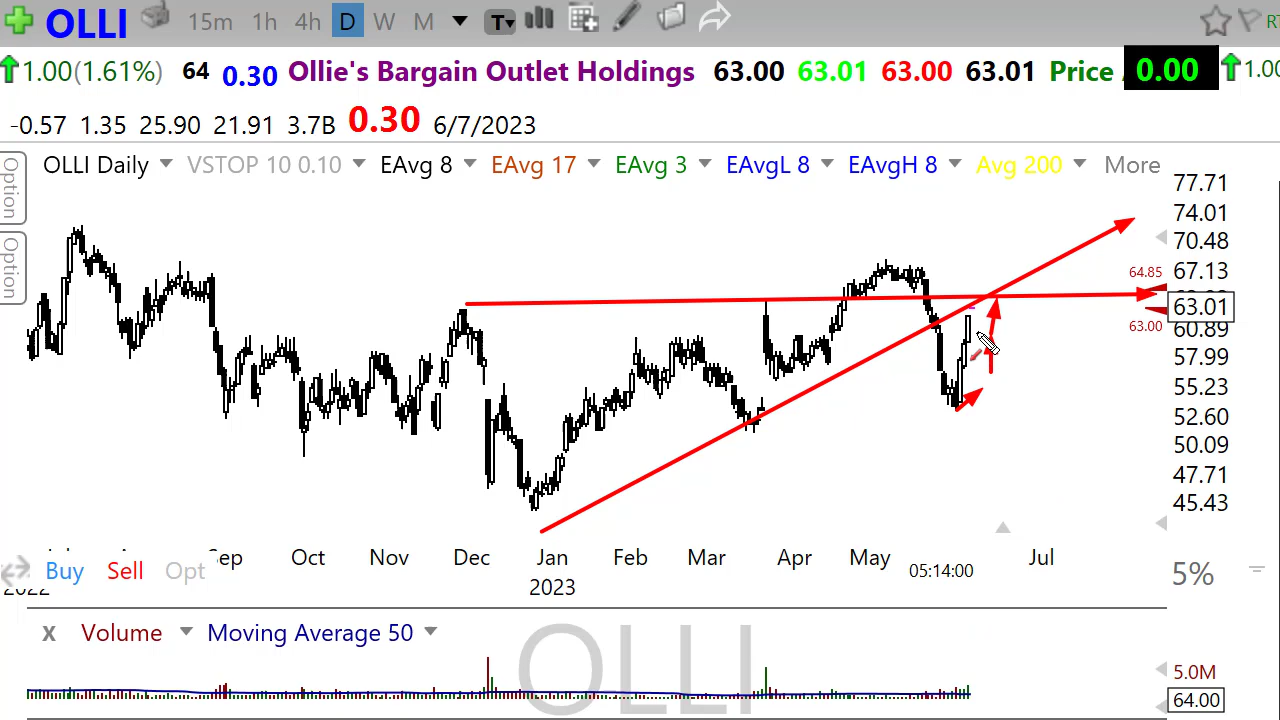 OLLI 15m 1h 4h D W M T▾
1.00(1.61%) 64 0.30 Ollie's Bargain Outlet Holdings 63.00 63.01 63.00 63.01 Price 0.00 1.00
-0.57 1.35 25.90 21.91 3.7B 0.30 6/7/2023
Option
Option
OLLI Daily VSTOP 10 0.10 EAvg 8 EAvg 17 EAvg 3 EAvgL 8 EAvgH 8 Avg 200 More
77.71
74.01
70.48
67.13
64.85
63.01
63.00
60.89
57.99
55.23
52.60
50.09
47.71
45.43
Sep Oct Nov Dec Jan Feb Mar Apr May Jul
Buy Sell Opt 05:14:00 5%
2022 2023
X Volume Moving Average 50
OLLI
5.0M
64.00